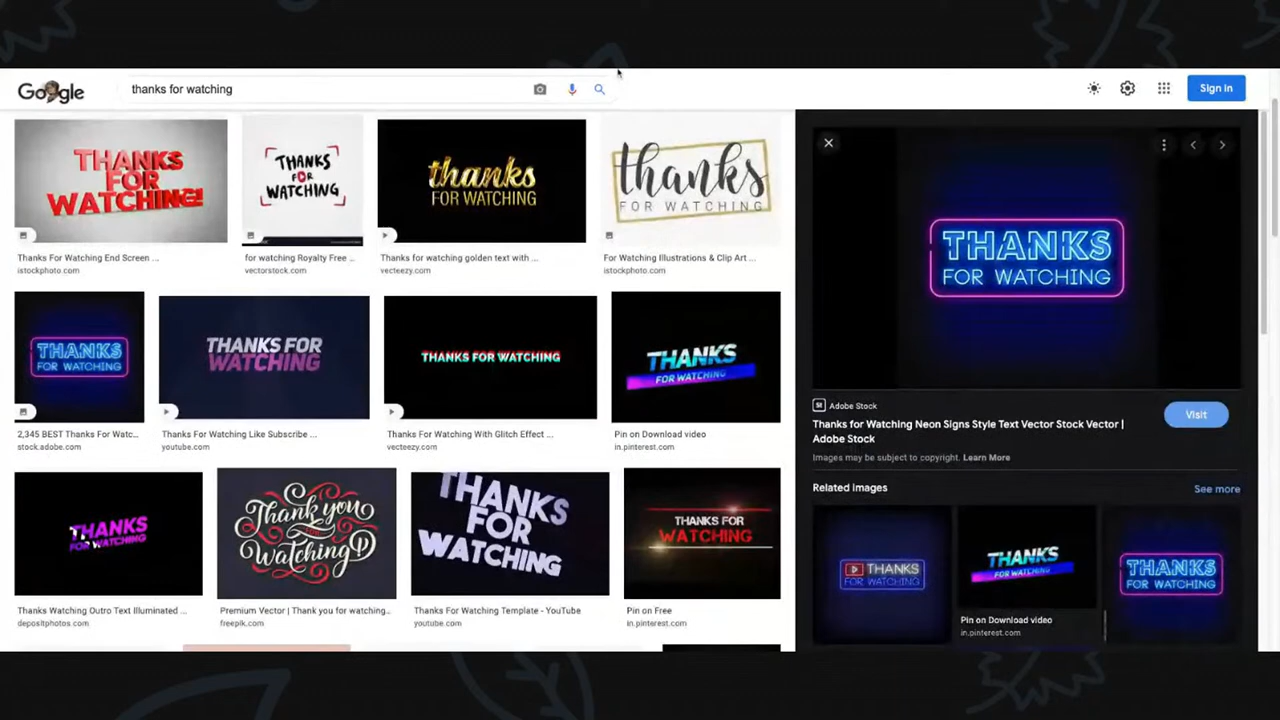 Google
thanks for watching
Sign in
THANKS
FOR
WATCHING!
Thanks For Watching End Screen ...
istockphoto.com
THANKS
FOR
WATCHING
for watching Royalty Free ...
vectorstock.com
thanks
FOR WATCHING
Thanks for watching golden text with ...
vecteezy.com
thanks
FOR WATCHING
For Watching Illustrations & Clip Art ...
istockphoto.com
THANKS
FOR WATCHING
2,345 BEST Thanks For Watc...
stock.adobe.com
THANKS FOR
WATCHING
Thanks For Watching Like Subscribe ...
youtube.com
THANKS FOR WATCHING
Thanks For Watching With Glitch Effect ...
vecteezy.com
THANKS
FOR WATCHING
Pin on Download video
in.pinterest.com
THANKS
FOR WATCHING
Thanks Watching Outro Text Illuminated ...
depositphotos.com
Thank you
for
Watching
Premium Vector | Thank you for watching...
freepik.com
THANKS
FOR
WATCHING
Thanks For Watching Template - YouTube
youtube.com
THANKS FOR
WATCHING
Pin on Free
in.pinterest.com
THANKS
FOR WATCHING
St Adobe Stock
Visit
Thanks for Watching Neon Signs Style Text Vector Stock Vector |
Adobe Stock
Images may be subject to copyright. Learn More
Related Images
See more
THANKS
FOR WATCHING
THANKS
FOR WATCHING
Pin on Download video
in.pinterest.com
THANKS
FOR WATCHING